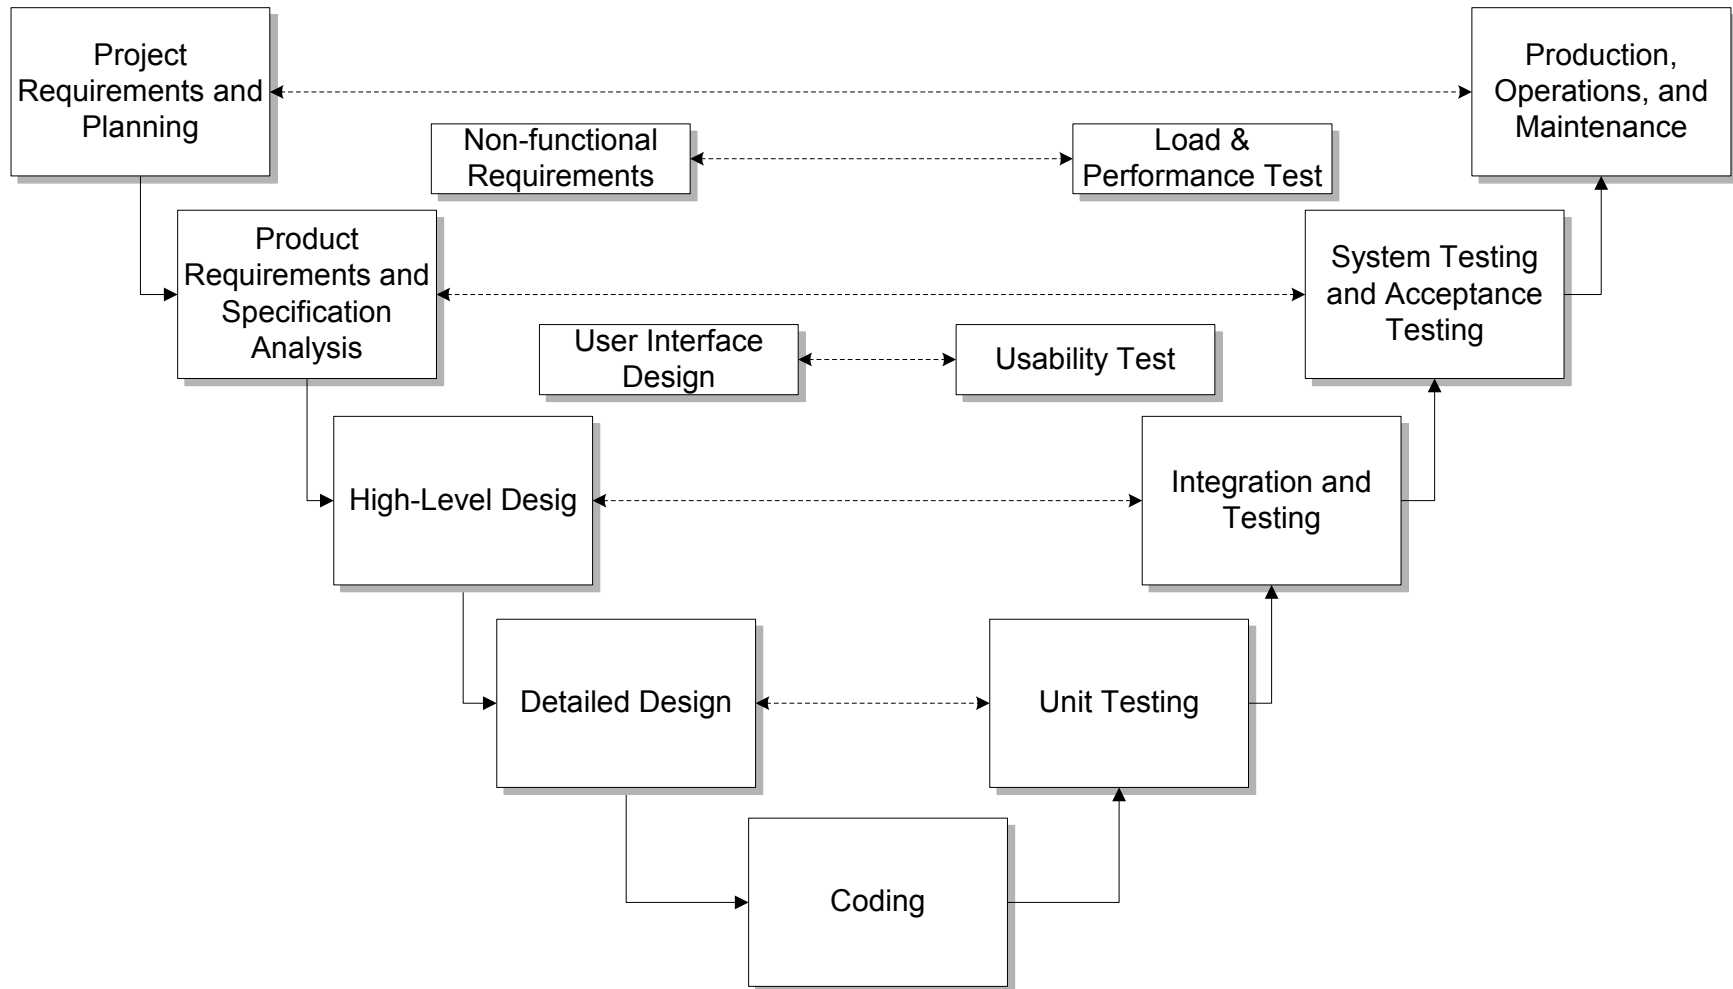 Project
Requirements and
Planning
Production,
Operations, and
Maintenance
Non-functional
Requirements
Load &
Performance Test
Product
Requirements and
Specification
Analysis
System Testing
and Acceptance
Testing
User Interface
Design
Usability Test
High-Level Desig
Integration and
Testing
Detailed Design
Unit Testing
Coding